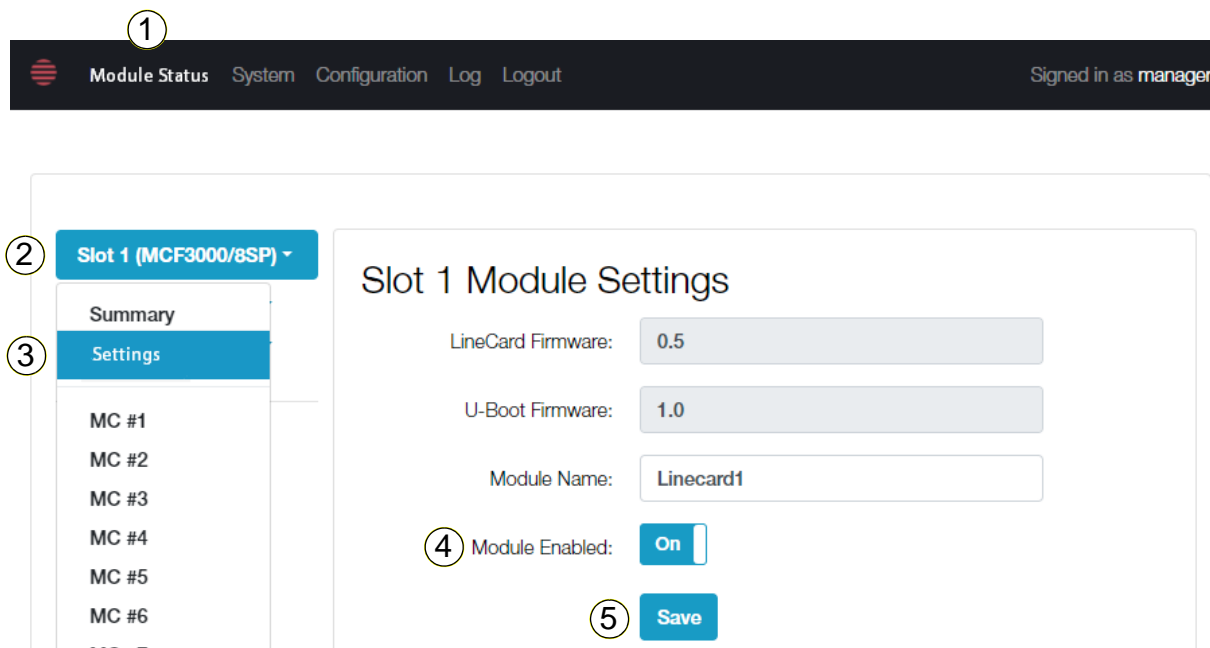 1
Module Status System Configuration Log Logout Signed in as manager
2 Slot 1 (MCF3000/8SP)
Summary
3 Settings
MC #1
MC #2
MC #3
MC #4
MC #5
MC #6
Slot 1 Module Settings
LineCard Firmware: 0.5
U-Boot Firmware: 1.0
Module Name: Linecard1
4 Module Enabled: On
5 Save